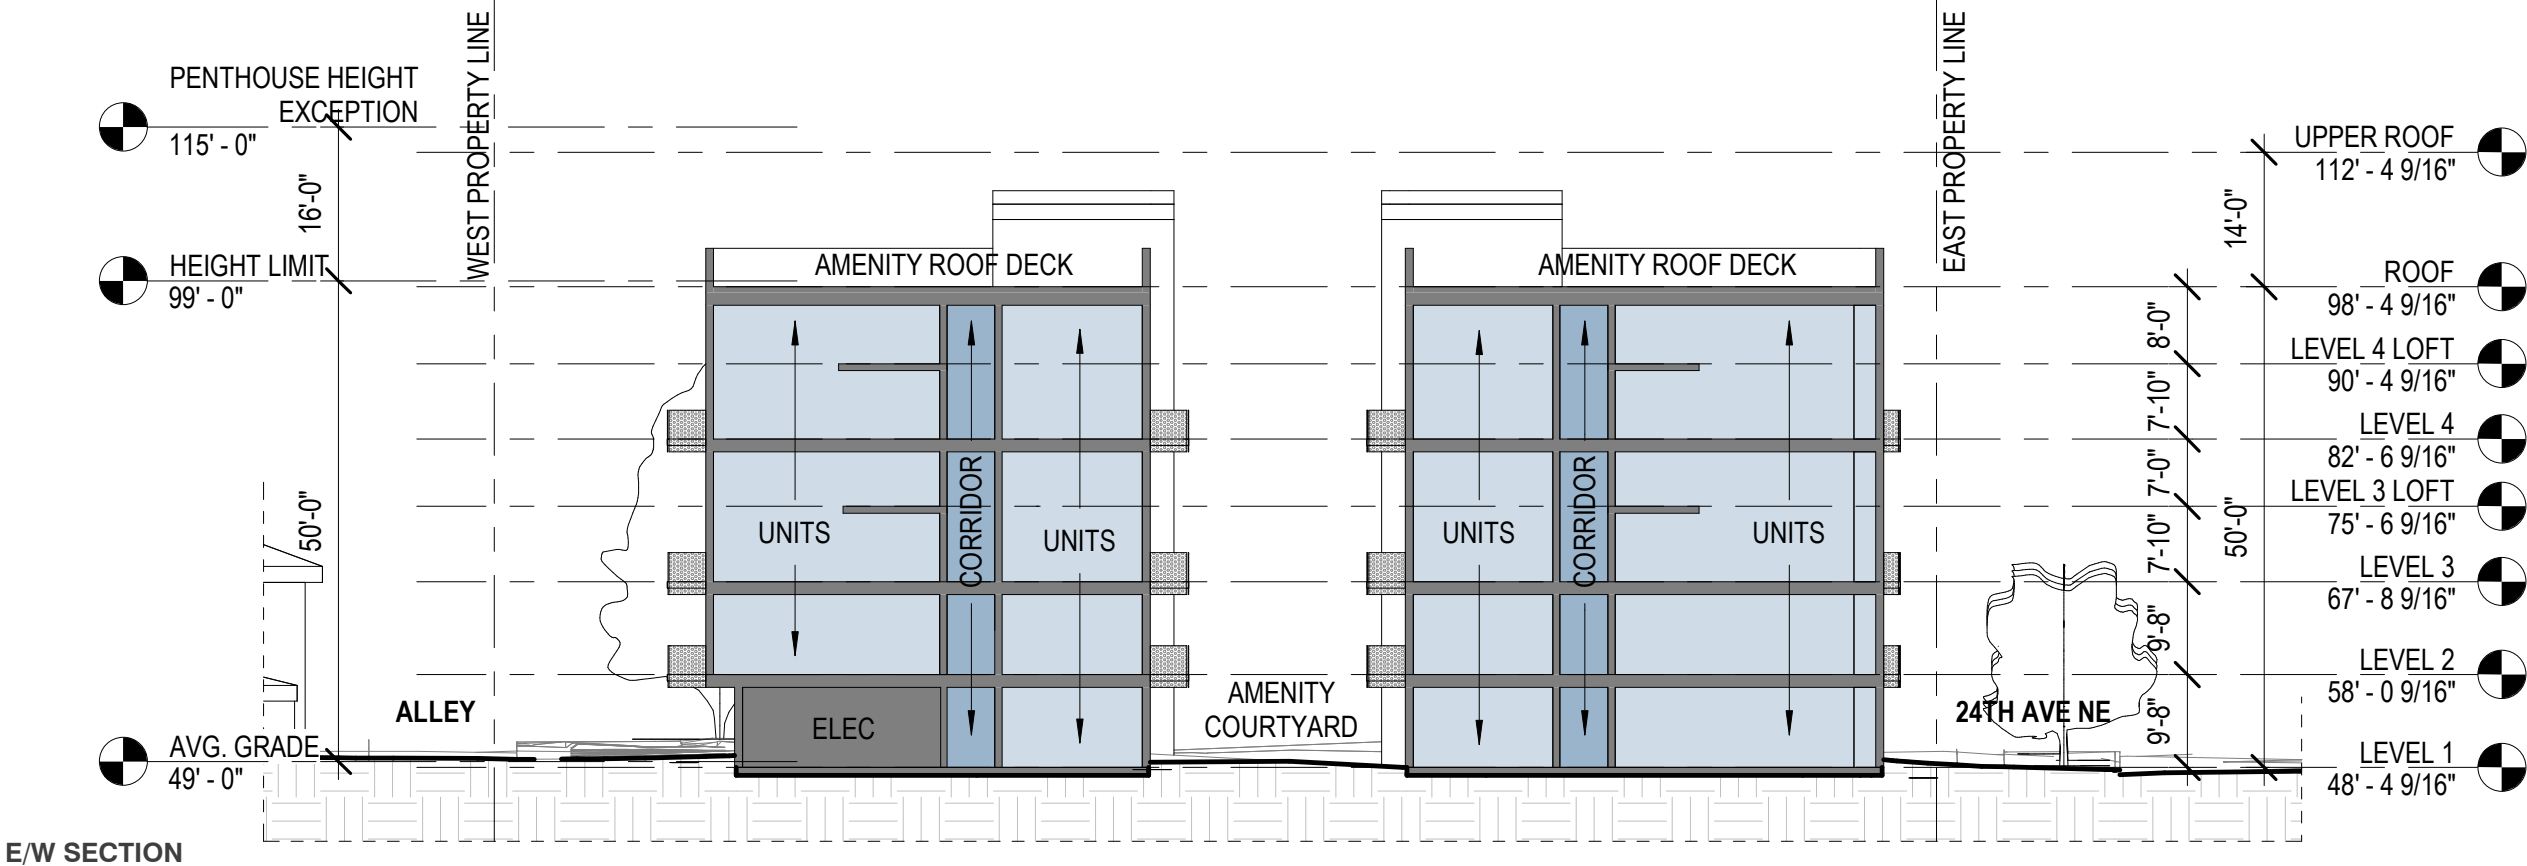 WEST PROPERTY LINE
EAST PROPERTY LINE
PENTHOUSE HEIGHT
EXCEPTION
115' - 0"
16'-0"
HEIGHT LIMIT
99' - 0"
50'-0"
ALLEY
AVG. GRADE
49' - 0"
AMENITY ROOF DECK
UNITS
CORRIDOR
UNITS
ELEC
AMENITY
COURTYARD
AMENITY ROOF DECK
UNITS
CORRIDOR
UNITS
24TH AVE NE
UPPER ROOF
112' - 4 9/16"
14'-0"
ROOF
98' - 4 9/16"
8'-0"
LEVEL 4 LOFT
90' - 4 9/16"
7'-10"
LEVEL 4
82' - 6 9/16"
7'-0"
LEVEL 3 LOFT
75' - 6 9/16"
50'-0"
7'-10"
LEVEL 3
67' - 8 9/16"
9'-8"
LEVEL 2
58' - 0 9/16"
9'-8"
LEVEL 1
48' - 4 9/16"
E/W SECTION